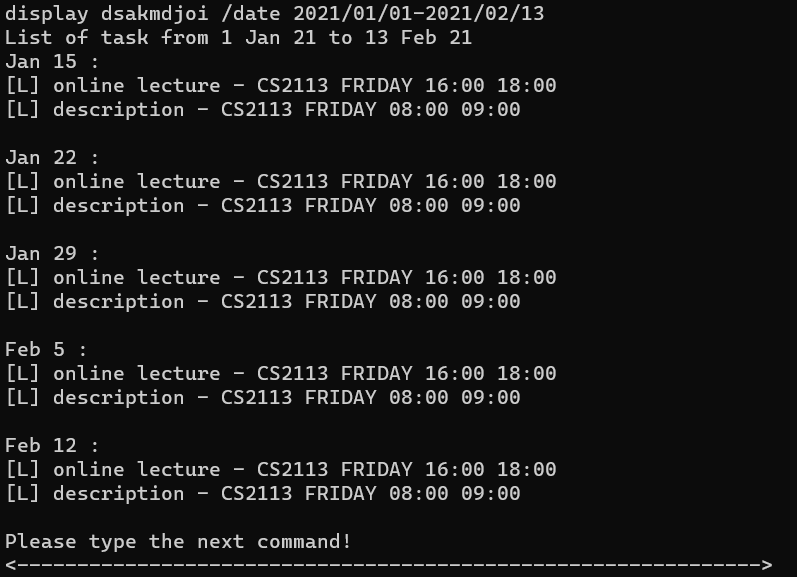 display dsakmdjoi /date 2021/01/01-2021/02/13
List of task from 1 Jan 21 to 13 Feb 21
Jan 15 :
[L] online lecture - CS2113 FRIDAY 16:00 18:00
[L] description - CS2113 FRIDAY 08:00 09:00

Jan 22 :
[L] online lecture - CS2113 FRIDAY 16:00 18:00
[L] description - CS2113 FRIDAY 08:00 09:00

Jan 29 :
[L] online lecture - CS2113 FRIDAY 16:00 18:00
[L] description - CS2113 FRIDAY 08:00 09:00

Feb 5 :
[L] online lecture - CS2113 FRIDAY 16:00 18:00
[L] description - CS2113 FRIDAY 08:00 09:00

Feb 12 :
[L] online lecture - CS2113 FRIDAY 16:00 18:00
[L] description - CS2113 FRIDAY 08:00 09:00

Please type the next command!
<-------------------------------------------------------------->